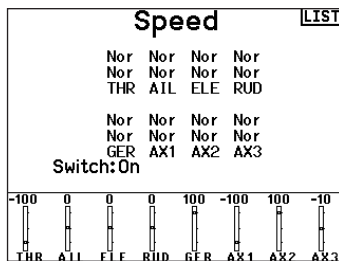 Speed LIST
Nor Nor Nor Nor
Nor Nor Nor Nor
THR AIL ELE RUD
Nor Nor Nor Nor
Nor Nor Nor Nor
GER AX1 AX2 AX3
Switch:On
-100 0 0 0 100 -100 100 -10
THR AIL ELE RUD GER AX1 AX2 AX3